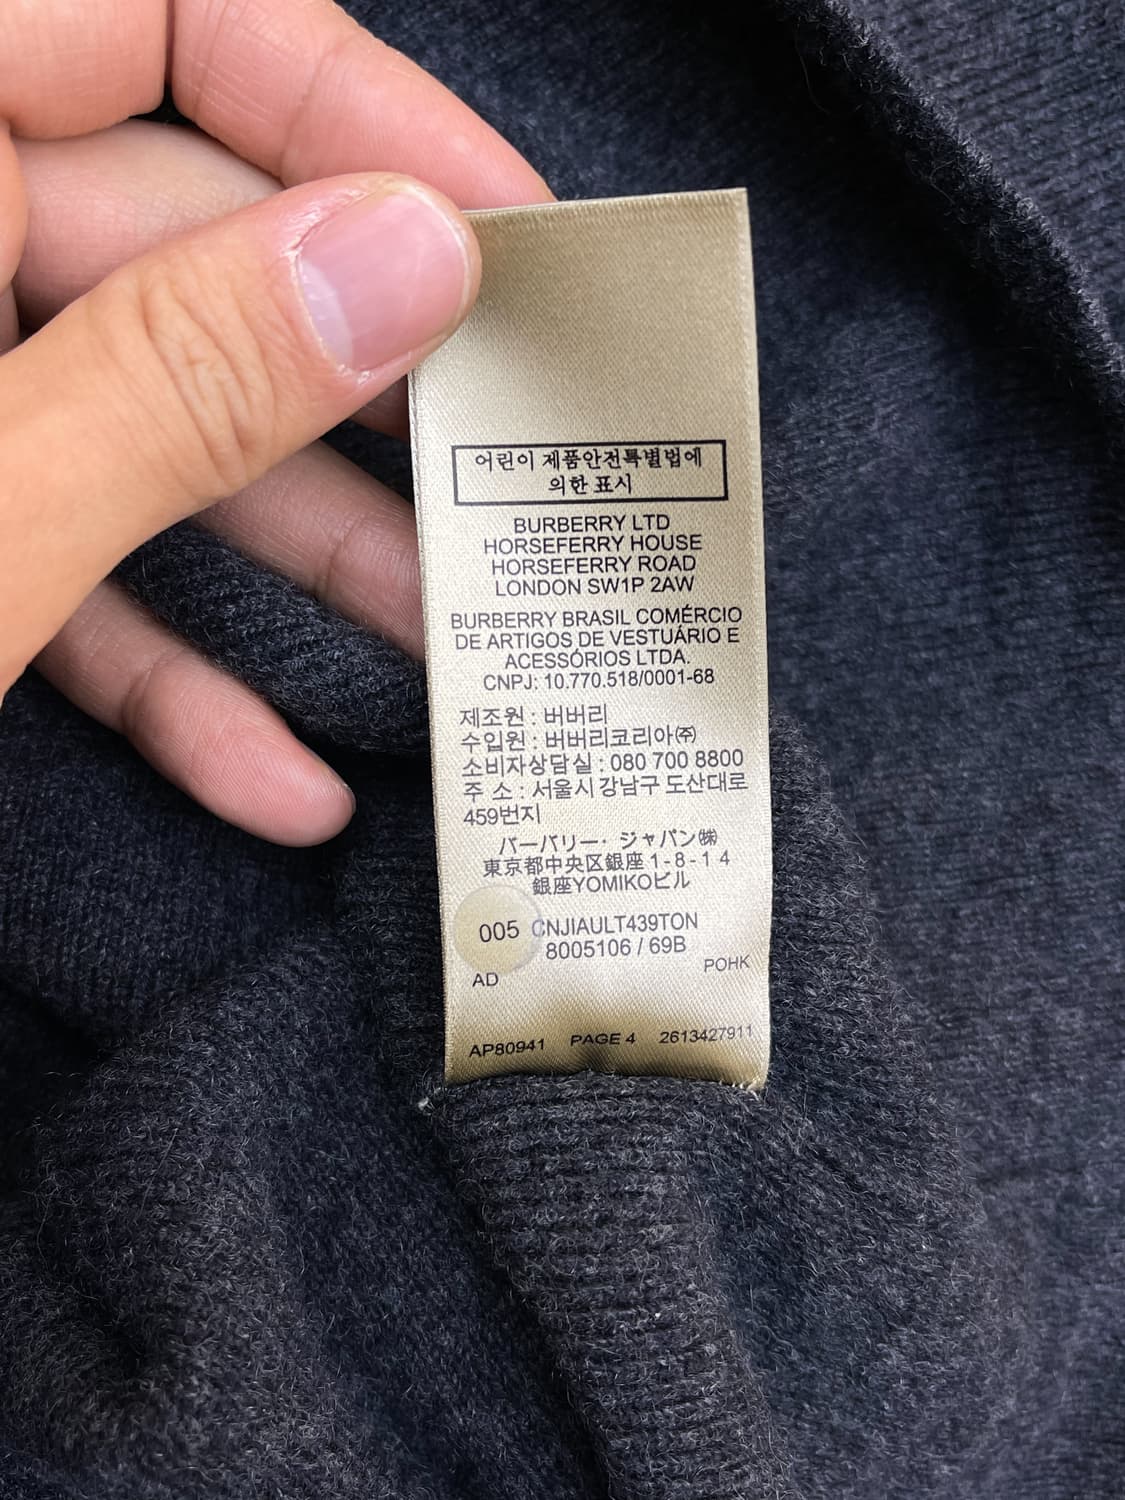 어린이 제품안전특별법에
의한 표시
BURBERRY LTD
HORSEFERRY HOUSE
HORSEFERRY ROAD
LONDON SW1P 2AW
BURBERRY BRASIL COMÉRCIO
DE ARTIGOS DE VESTUÁRIO E
ACESSÓRIOS LTDA.
CNPJ: 10.770.518/0001-68
제조원 : 버버리
수입원 : 버버리코리아㈜
소비자상담실 : 080 700 8800
주 소 : 서울시 강남구 도산대로
459번지
バーバリー・ジャパン㈱
東京都中央区銀座 1-8-14
銀座YOMIKOビル
005 CNJIAULT439TON
8005106 / 69B
AD POHK
AP80941 PAGE 4 2613427911